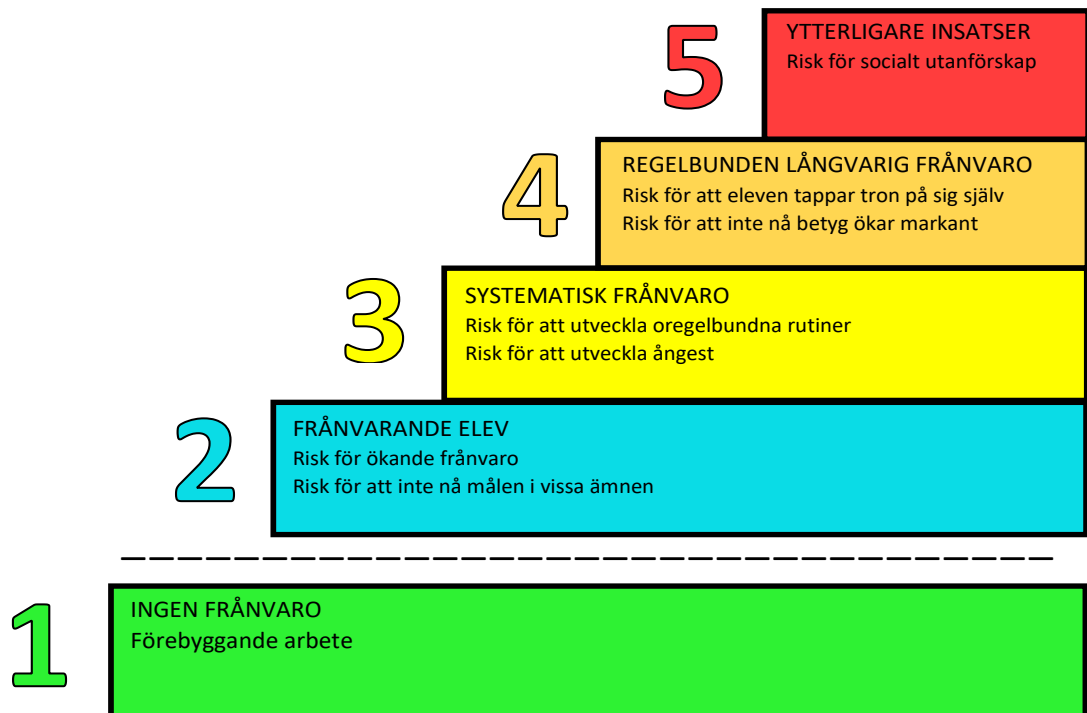 5
YTTERLIGARE INSATSER
Risk för socialt utanförskap
4
REGELBUNDEN LÅNGVARIG FRÅNVARO
Risk för att eleven tappar tron på sig själv
Risk för att inte nå betyg ökar markant
3
SYSTEMATISK FRÅNVARO
Risk för att utveckla oregelbundna rutiner
Risk för att utveckla ångest
2
FRÅNVARANDE ELEV
Risk för ökande frånvaro
Risk för att inte nå målen i vissa ämnen
1
INGEN FRÅNVARO
Förebyggande arbete